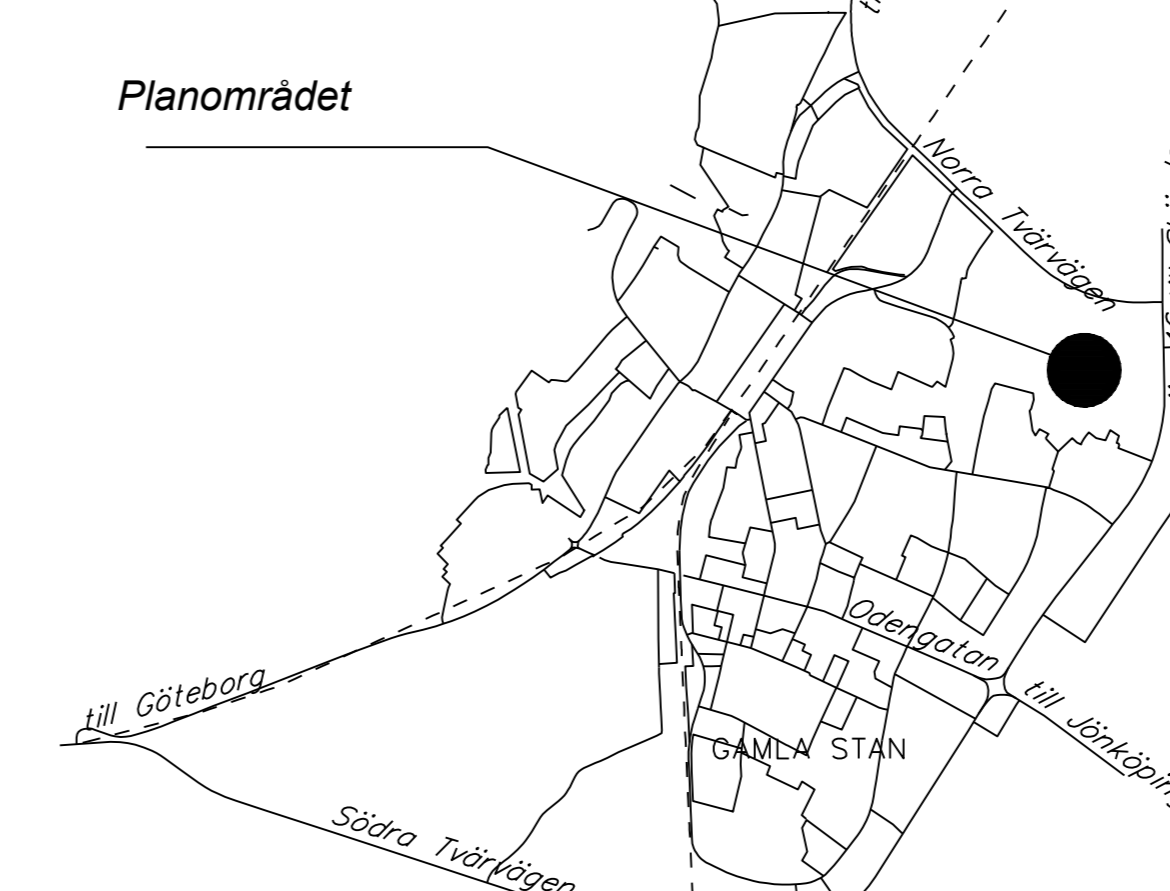 Planområdet
Norra Tvärvägen
Odengatan
till Göteborg
till Jönköping
GAMLA STAN
Södra Tvärvägen